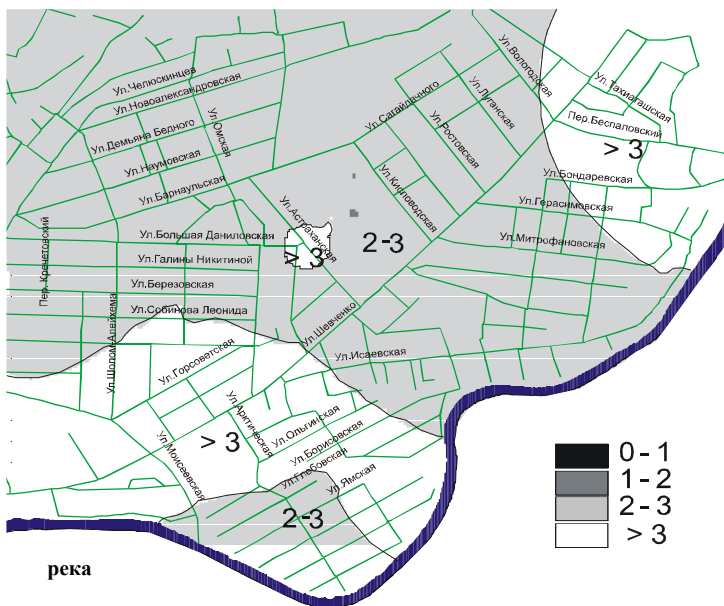 Ул.Вологодская
Ул.Челюскинцев
Ул.Тахиаташская
Ул.Новоалександровская
Ул.Сагайдачного
Ул.Луганская
Ул.Омская
Ул.Ростовская
Пер.Беспаловский
Ул.Демьяна Бедного
> 3
Ул.Наумовская
Ул.Бондаревская
Ул.Барнаульская
Ул.Кисловодская
Ул.Герасимовская
Ул.Астраханская
Ул.Большая Даниловская
2-3
Ул.Митрофановская
Пер. Кречетовский
Ул.Галины Никитиной
> 3
Ул.Березовская
Ул.Собинова Леонида
Ул.Шевченко
Ул.Шолом-Алейхема
Ул.Исаевская
Ул.Горсоветская
Ул.Арктическая
Ул.Ольгинская
> 3
Ул.Борисовская
Ул.Моисеевская
Ул.Глебовская
Ул.Ямская
2-3
0 - 1
1 - 2
2 - 3
> 3
река